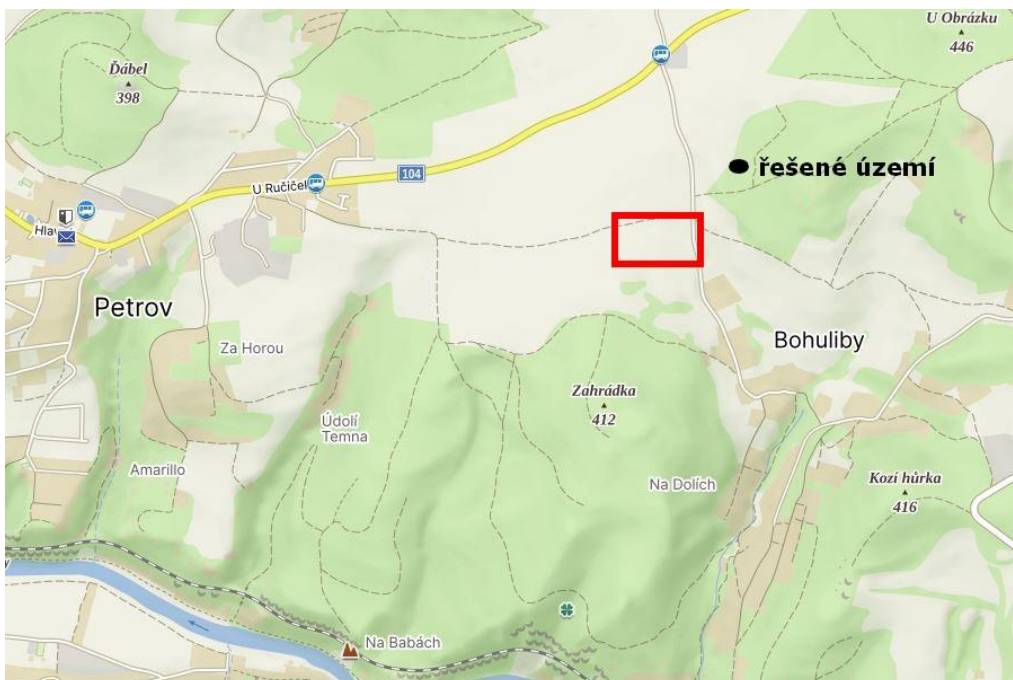 U Obrázku
446
Ďábel
398
řešené území
104
U Ručiček
Petrov
Bohuliby
Za Horou
Zahrádka
412
Údolí
Temna
Amarillo
Na Dolích
Kozí hůrka
416
Na Babách